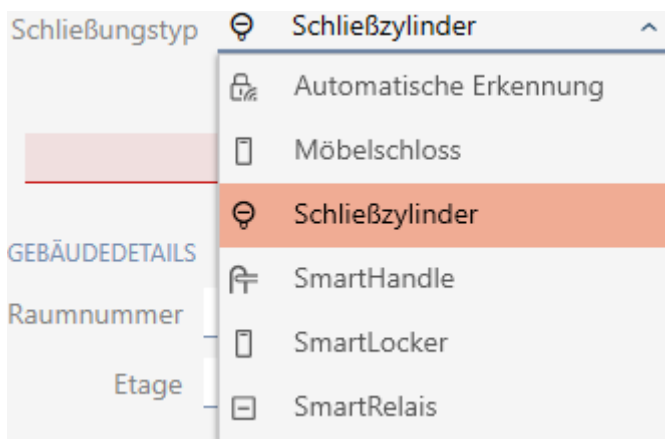 Schließungstyp Schließzylinder
Automatische Erkennung
Möbelschloss
Schließzylinder
GEBÄUDEDETAILS
SmartHandle
Raumnummer
SmartLocker
Etage
SmartRelais